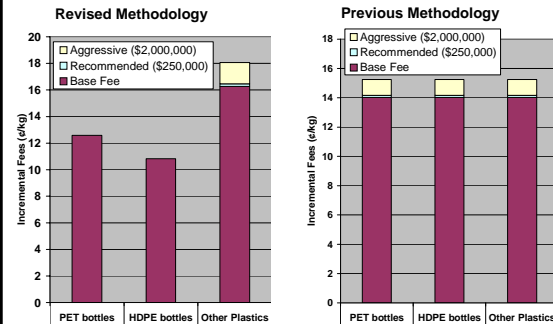 Revised Methodology
Aggressive ($2,000,000)
Recommended ($250,000)
Base Fee
Incremental Fees (¢/kg)
20
18
16
14
12
10
8
6
4
2
0
PET bottles HDPE bottles Other Plastics
Previous Methodology
Aggressive ($2,000,000)
Recommended ($250,000)
Base Fee
Incremental Fees (¢/kg)
18
16
14
12
10
8
6
4
2
0
PET bottles HDPE bottles Other Plastics